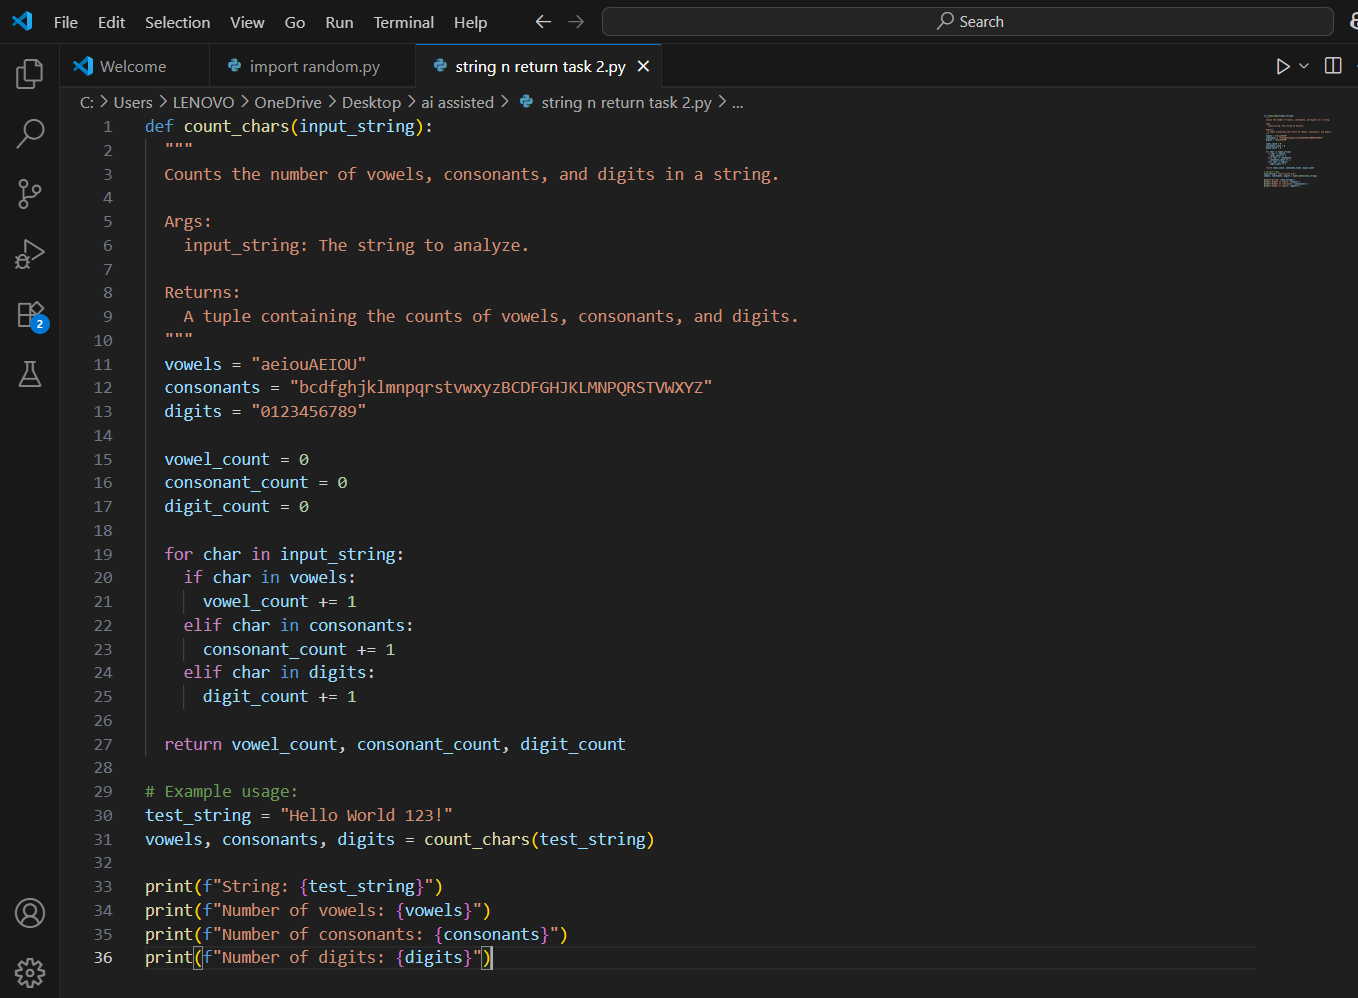 File Edit Selection View Go Run Terminal Help
Search
Welcome
import random.py
string n return task 2.py
C: > Users > LENOVO > OneDrive > Desktop > ai assisted > string n return task 2.py > ...
2
1 def count_chars(input_string):
2 """
3 Counts the number of vowels, consonants, and digits in a string.
4
5 Args:
6 input_string: The string to analyze.
7
8 Returns:
9 A tuple containing the counts of vowels, consonants, and digits.
10 """
11 vowels = "aeiouAEIOU"
12 consonants = "bcdfghjklmnpqrstvwxyzBCDFGHJKLMNPQRSTVWXYZ"
13 digits = "0123456789"
14
15 vowel_count = 0
16 consonant_count = 0
17 digit_count = 0
18
19 for char in input_string:
20 if char in vowels:
21 vowel_count += 1
22 elif char in consonants:
23 consonant_count += 1
24 elif char in digits:
25 digit_count += 1
26
27 return vowel_count, consonant_count, digit_count
28
29 # Example usage:
30 test_string = "Hello World 123!"
31 vowels, consonants, digits = count_chars(test_string)
32
33 print(f"String: {test_string}")
34 print(f"Number of vowels: {vowels}")
35 print(f"Number of consonants: {consonants}")
36 print(f"Number of digits: {digits}")